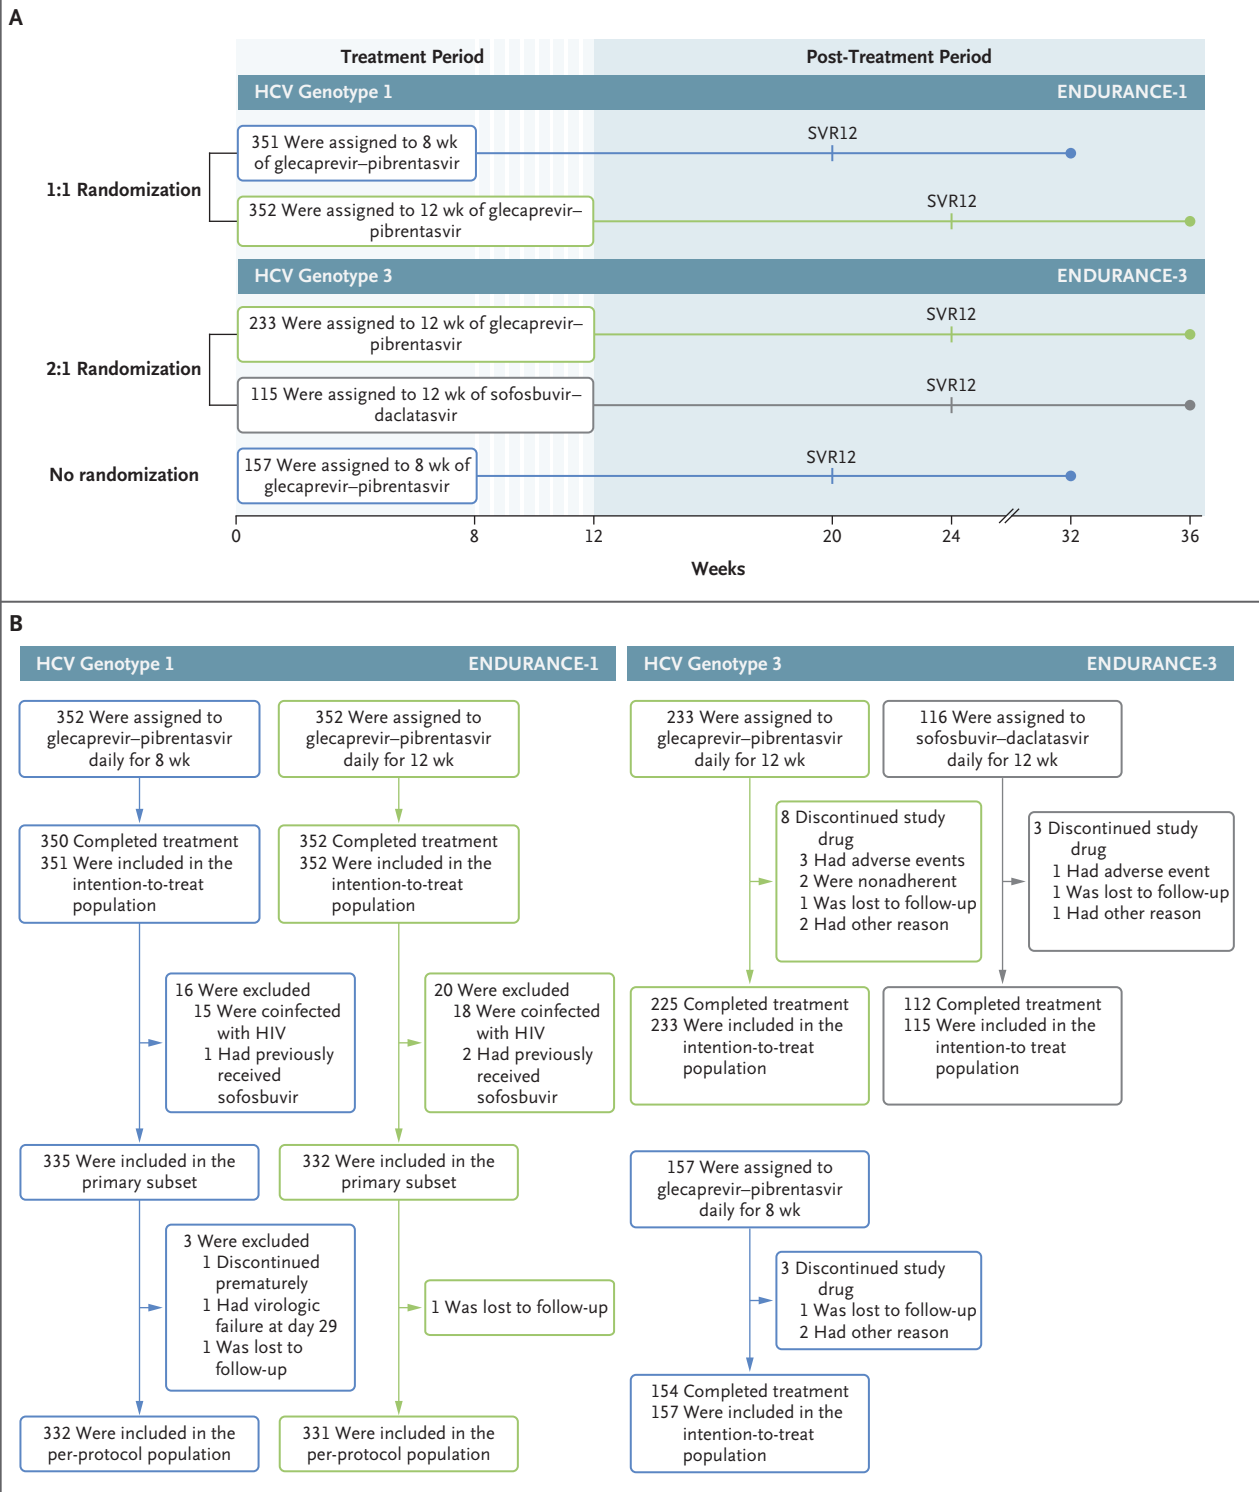 A
Treatment Period
Post-Treatment Period
HCV Genotype 1
ENDURANCE-1
1:1 Randomization
351 Were assigned to 8 wk
of glecaprevir–pibrentasvir
SVR12
352 Were assigned to 12 wk of glecaprevir–
pibrentasvir
SVR12
HCV Genotype 3
ENDURANCE-3
2:1 Randomization
233 Were assigned to 12 wk of glecaprevir–
pibrentasvir
SVR12
115 Were assigned to 12 wk of sofosbuvir–
daclatasvir
SVR12
No randomization
157 Were assigned to 8 wk of
glecaprevir–pibrentasvir
SVR12
0
8
12
20
24
32
36
Weeks
B
HCV Genotype 1
ENDURANCE-1
352 Were assigned to
glecaprevir–pibrentasvir
daily for 8 wk
352 Were assigned to
glecaprevir–pibrentasvir
daily for 12 wk
350 Completed treatment
351 Were included in the
intention-to-treat
population
352 Completed treatment
352 Were included in the
intention-to-treat
population
16 Were excluded
15 Were coinfected
with HIV
1 Had previously
received
sofosbuvir
20 Were excluded
18 Were coinfected
with HIV
2 Had previously
received
sofosbuvir
335 Were included in the
primary subset
332 Were included in the
primary subset
3 Were excluded
1 Discontinued
prematurely
1 Had virologic
failure at day 29
1 Was lost to
follow-up
1 Was lost to follow-up
332 Were included in the
per-protocol population
331 Were included in the
per-protocol population
HCV Genotype 3
ENDURANCE-3
233 Were assigned to
glecaprevir–pibrentasvir
daily for 12 wk
116 Were assigned to
sofosbuvir–daclatasvir
daily for 12 wk
8 Discontinued study
drug
3 Had adverse events
2 Were nonadherent
1 Was lost to follow-up
2 Had other reason
3 Discontinued study
drug
1 Had adverse event
1 Was lost to follow-up
1 Had other reason
225 Completed treatment
233 Were included in the
intention-to-treat
population
112 Completed treatment
115 Were included in the
intention-to treat
population
157 Were assigned to
glecaprevir–pibrentasvir
daily for 8 wk
3 Discontinued study
drug
1 Was lost to follow-up
2 Had other reason
154 Completed treatment
157 Were included in the
intention-to-treat
population